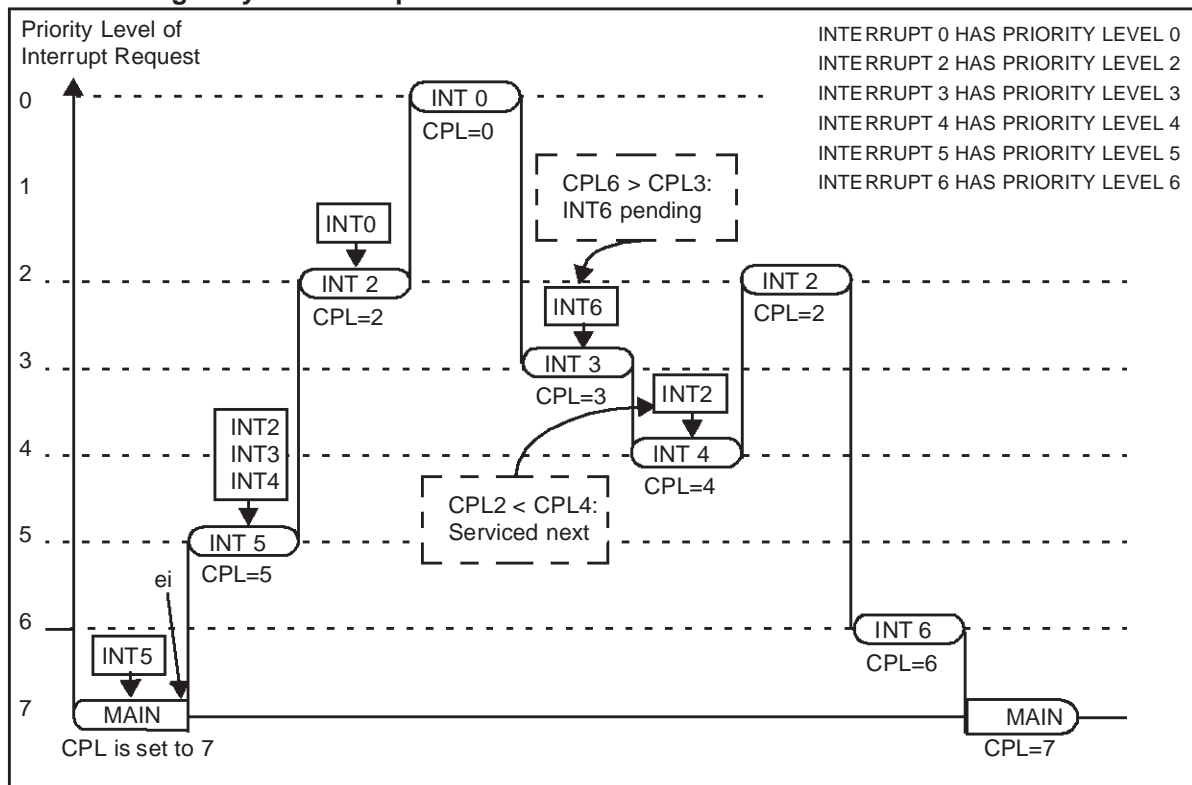 Priority Level of
Interrupt Request
INTERRUPT 0 HAS PRIORITY LEVEL 0
INTERRUPT 2 HAS PRIORITY LEVEL 2
INTERRUPT 3 HAS PRIORITY LEVEL 3
INTERRUPT 4 HAS PRIORITY LEVEL 4
INTERRUPT 5 HAS PRIORITY LEVEL 5
INTERRUPT 6 HAS PRIORITY LEVEL 6
0
INT 0
CPL=0
1
CPL6 > CPL3:
INT6 pending
INT0
2
INT 2
CPL=2
INT 2
CPL=2
INT6
3
INT 3
CPL=3
INT2
INT2
INT3
INT4
4
INT 4
CPL=4
CPL2 < CPL4:
Serviced next
5
INT 5
CPL=5
ei
6
INT 6
CPL=6
INT5
7
MAIN
CPL is set to 7
MAIN
CPL=7